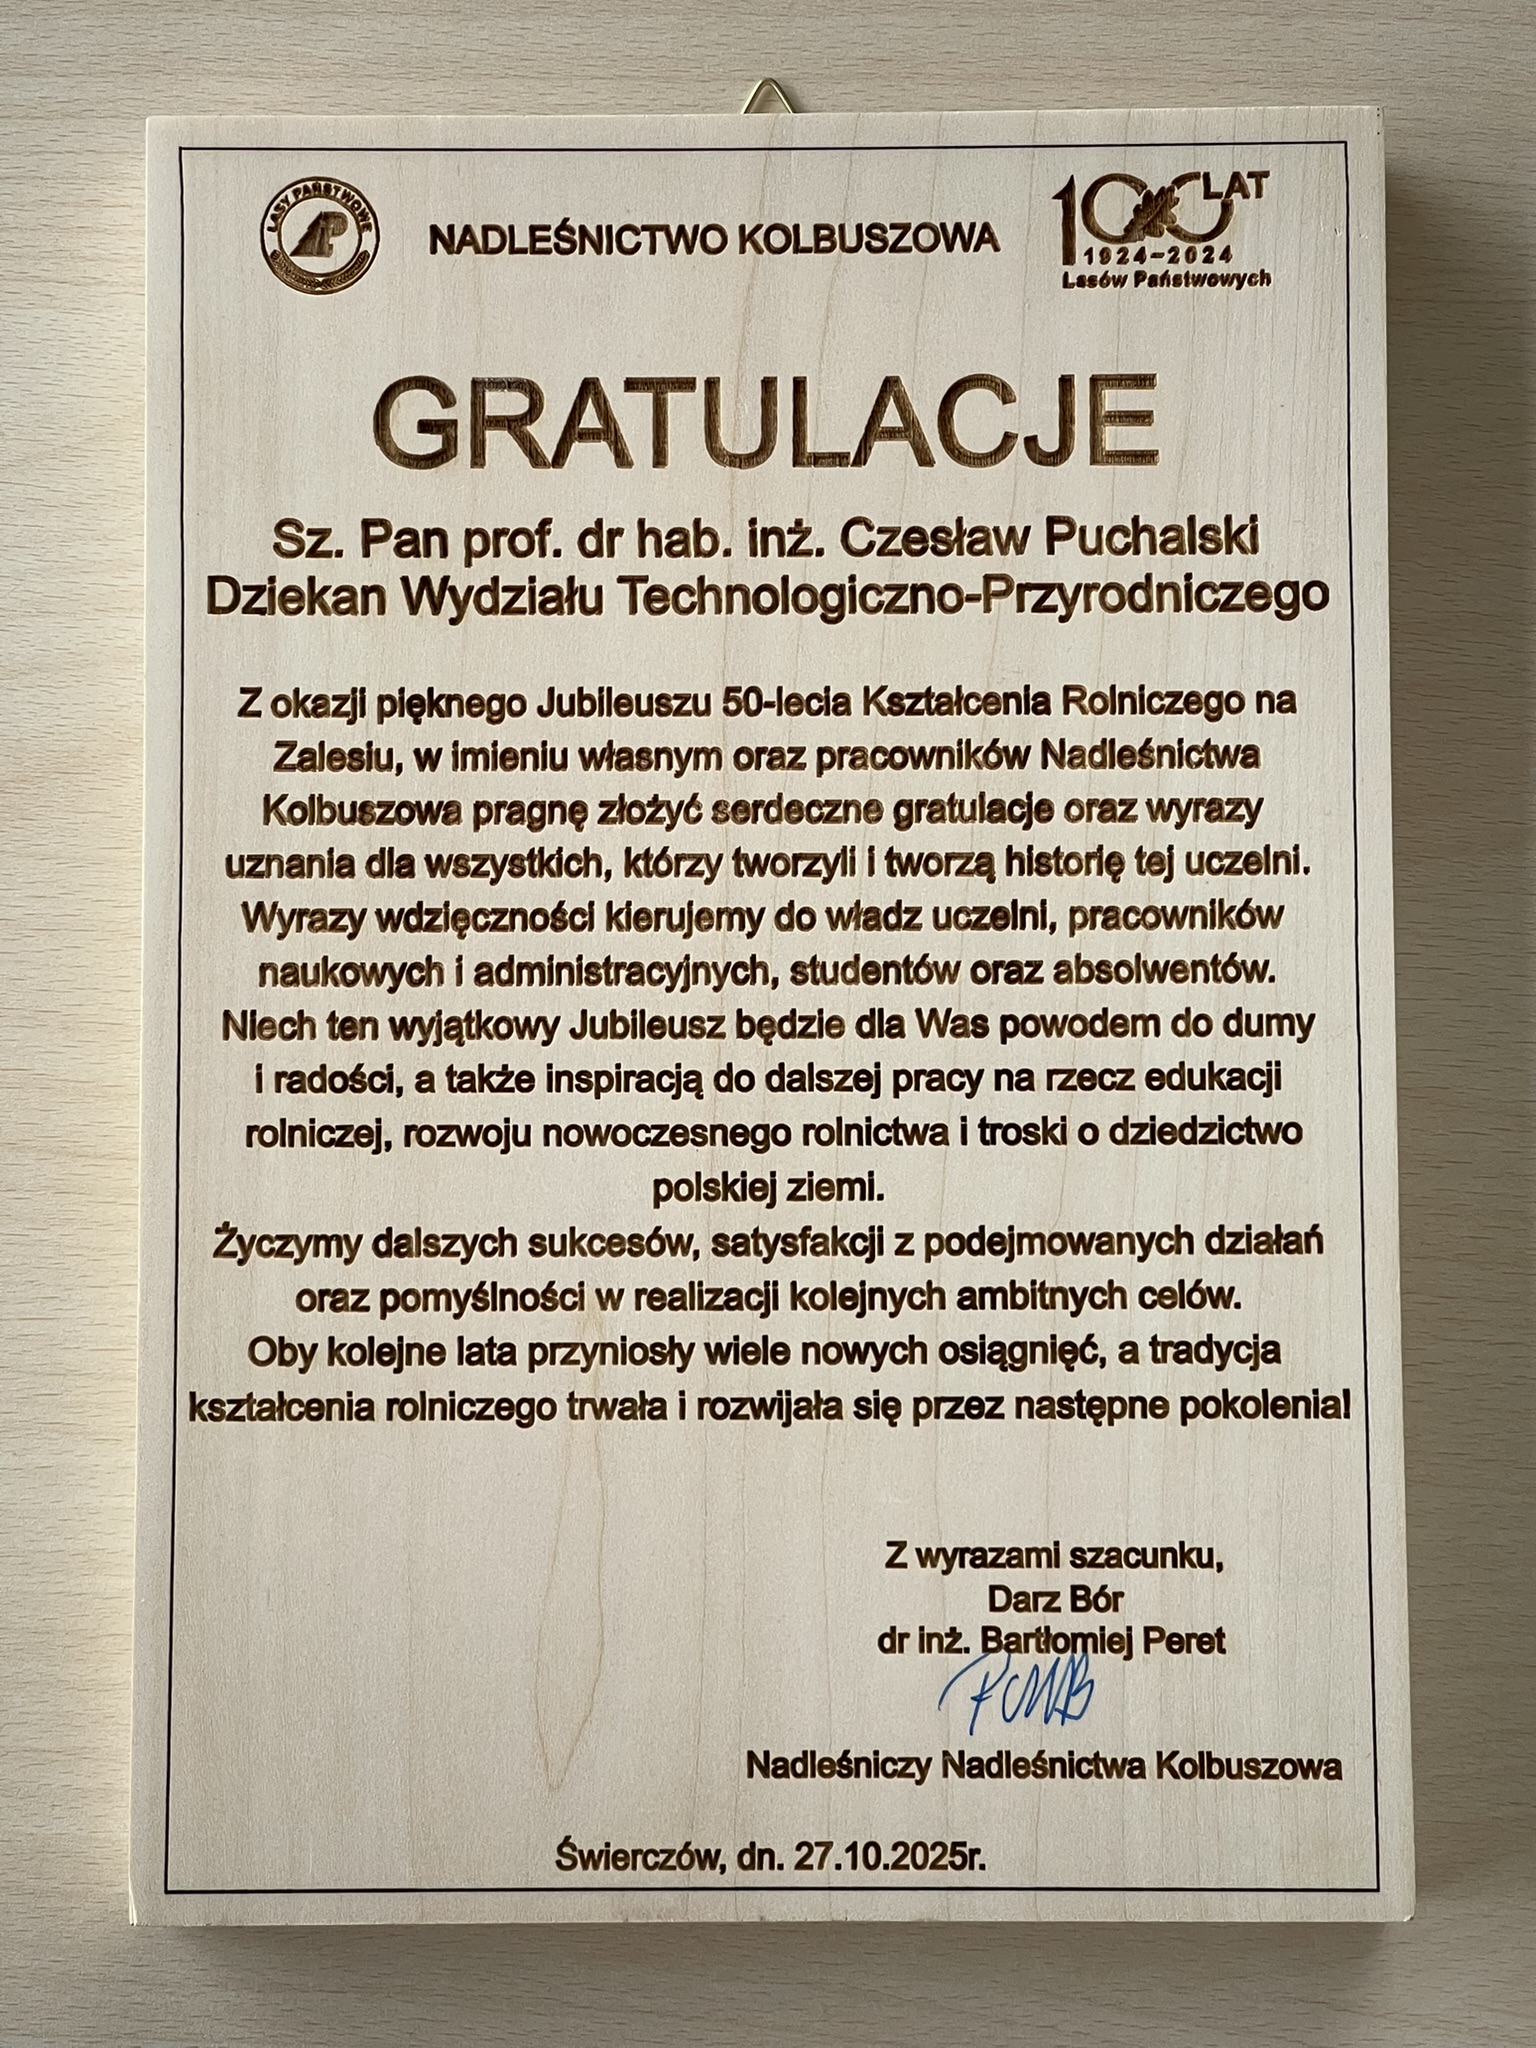 LASY PAŃSTWOWE
NADLEŚNICTWO KOLBUSZOWA
100 LAT
1924-2024
Lasów Państwowych
GRATULACJE
Sz. Pan prof. dr hab. inż. Czesław Puchalski
Dziekan Wydziału Technologiczno-Przyrodniczego
Z okazji pięknego Jubileuszu 50-lecia Kształcenia Rolniczego na
Zalesiu, w imieniu własnym oraz pracowników Nadleśnictwa
Kolbuszowa pragnę złożyć serdeczne gratulacje oraz wyrazy
uznania dla wszystkich, którzy tworzyli i tworzą historię tej uczelni.
Wyrazy wdzięczności kierujemy do władz uczelni, pracowników
naukowych i administracyjnych, studentów oraz absolwentów.
Niech ten wyjątkowy Jubileusz będzie dla Was powodem do dumy
i radości, a także inspiracją do dalszej pracy na rzecz edukacji
rolniczej, rozwoju nowoczesnego rolnictwa i troski o dziedzictwo
polskiej ziemi.
Życzymy dalszych sukcesów, satysfakcji z podejmowanych działań
oraz pomyślności w realizacji kolejnych ambitnych celów.
Oby kolejne lata przyniosły wiele nowych osiągnięć, a tradycja
kształcenia rolniczego trwała i rozwijała się przez następne pokolenia!
Z wyrazami szacunku,
Darz Bór
dr inż. Bartłomiej Peret
Nadleśniczy Nadleśnictwa Kolbuszowa
Świerczów, dn. 27.10.2025r.